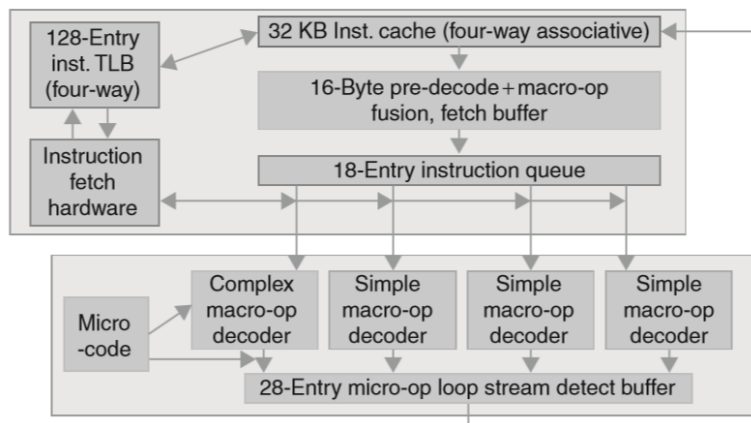 128-Entry
inst. TLB
(four-way)
32 KB Inst. cache (four-way associative)
16-Byte pre-decode+macro-op
fusion, fetch buffer
Instruction
fetch
hardware
18-Entry instruction queue
Micro
-code
Complex
macro-op
decoder
Simple
macro-op
decoder
Simple
macro-op
decoder
Simple
macro-op
decoder
28-Entry micro-op loop stream detect buffer